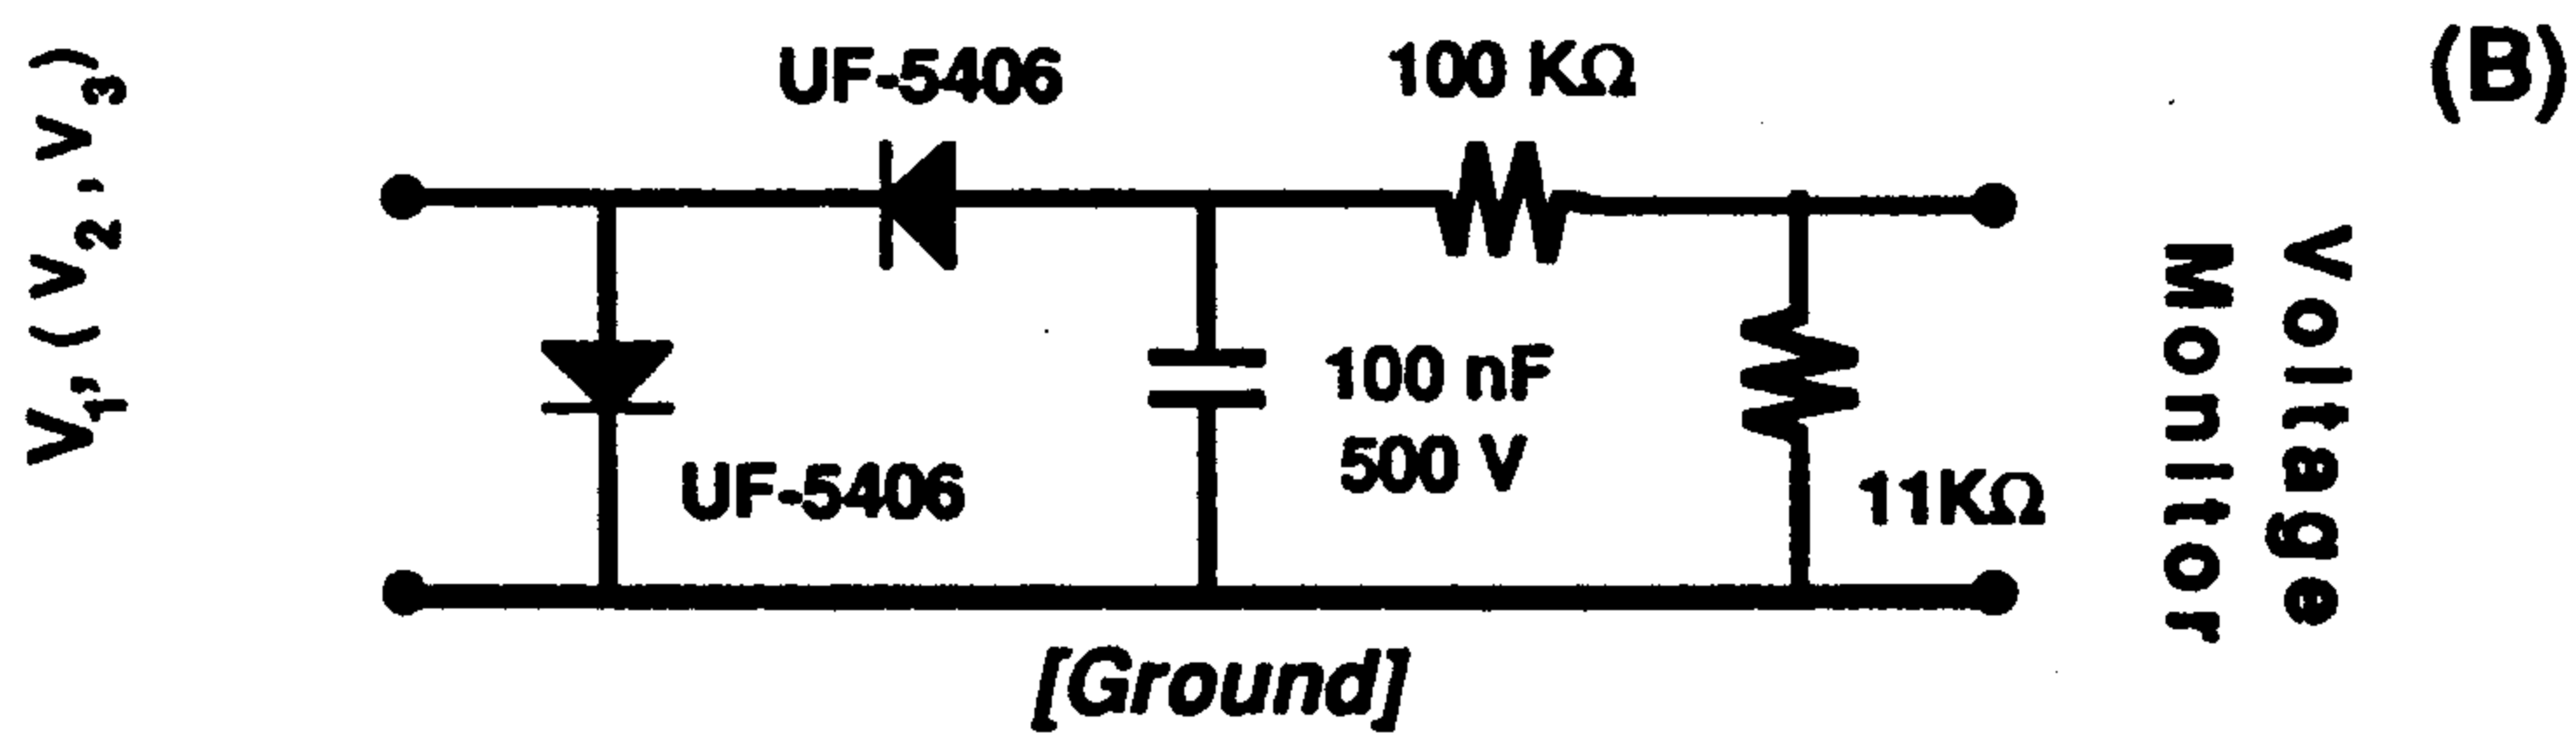 (B)
UF-5406
100 KΩ
V₁, (V₂, V₃)
100 nF
500 V
UF-5406
11KΩ
Voltage
Monitor
[Ground]